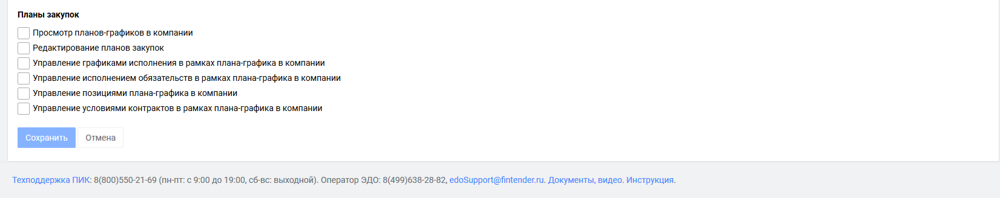 Планы закупок
Просмотр планов-графиков в компании
Редактирование планов закупок
Управление графиками исполнения в рамках плана-графика в компании
Управление исполнением обязательств в рамках плана-графика в компании
Управление позициями плана-графика в компании
Управление условиями контрактов в рамках плана-графика в компании
Сохранить Отмена
Техподдержка ПИК: 8(800)550-21-69 (пн-пт: с 9:00 до 19:00, сб-вс: выходной). Оператор ЭДО: 8(499)638-28-82, edoSupport@fintender.ru. Документы, видео. Инструкция.